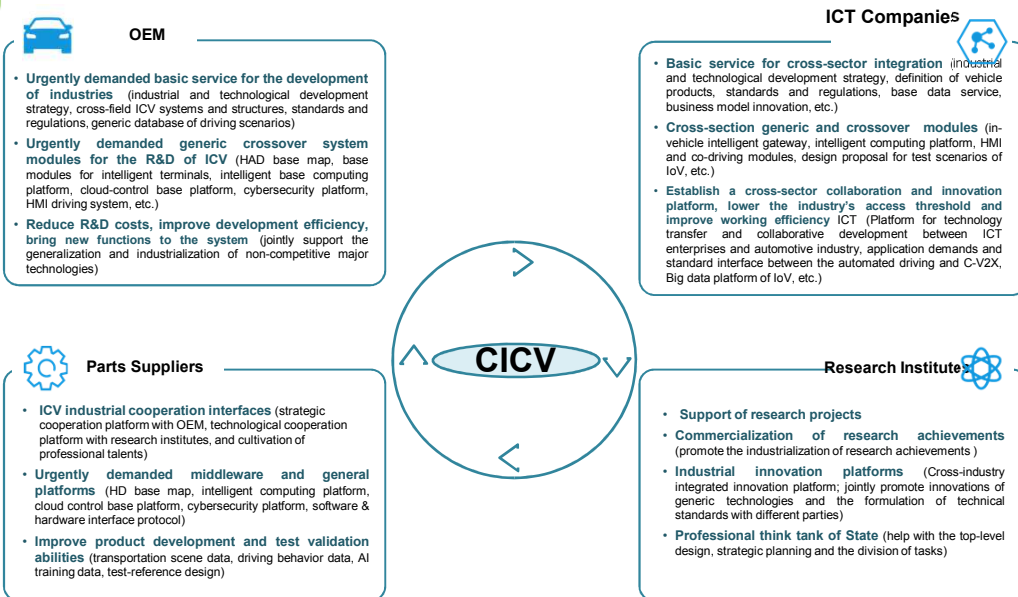 OEM
• Urgently demanded basic service for the development
of industries (industrial and technological development
strategy, cross-field ICV systems and structures, standards and
regulations, generic database of driving scenarios)
• Urgently demanded generic crossover system
modules for the R&D of ICV (HAD base map, base
modules for intelligent terminals, intelligent base computing
platform, cloud-control base platform, cybersecurity platform,
HMI driving system, etc.)
• Reduce R&D costs, improve development efficiency,
bring new functions to the system (jointly support the
generalization and industrialization of non-competitive major
technologies)
ICT Companies
• Basic service for cross-sector integration (industrial
and technological development strategy, definition of vehicle
products, standards and regulations, base data service,
business model innovation, etc.)
• Cross-section generic and crossover modules (in-
vehicle intelligent gateway, intelligent computing platform, HMI
and co-driving modules, design proposal for test scenarios of
IoV, etc.)
• Establish a cross-sector collaboration and innovation
platform, lower the industry's access threshold and
improve working efficiency ICT (Platform for technology
transfer and collaborative development between ICT
enterprises and automotive industry, application demands and
standard interface between the automated driving and C-V2X,
Big data platform of IoV, etc.)
CICV
Parts Suppliers
• ICV industrial cooperation interfaces (strategic
cooperation platform with OEM, technological cooperation
platform with research institutes, and cultivation of
professional talents)
• Urgently demanded middleware and general
platforms (HD base map, intelligent computing platform,
cloud control base platform, cybersecurity platform, software &
hardware interface protocol)
• Improve product development and test validation
abilities (transportation scene data, driving behavior data, AI
training data, test-reference design)
Research Institutes
• Support of research projects
• Commercialization of research achievements
(promote the industrialization of research achievements )
• Industrial innovation platforms (Cross-industry
integrated innovation platform; jointly promote innovations of
generic technologies and the formulation of technical
standards with different parties)
• Professional think tank of State (help with the top-level
design, strategic planning and the division of tasks)